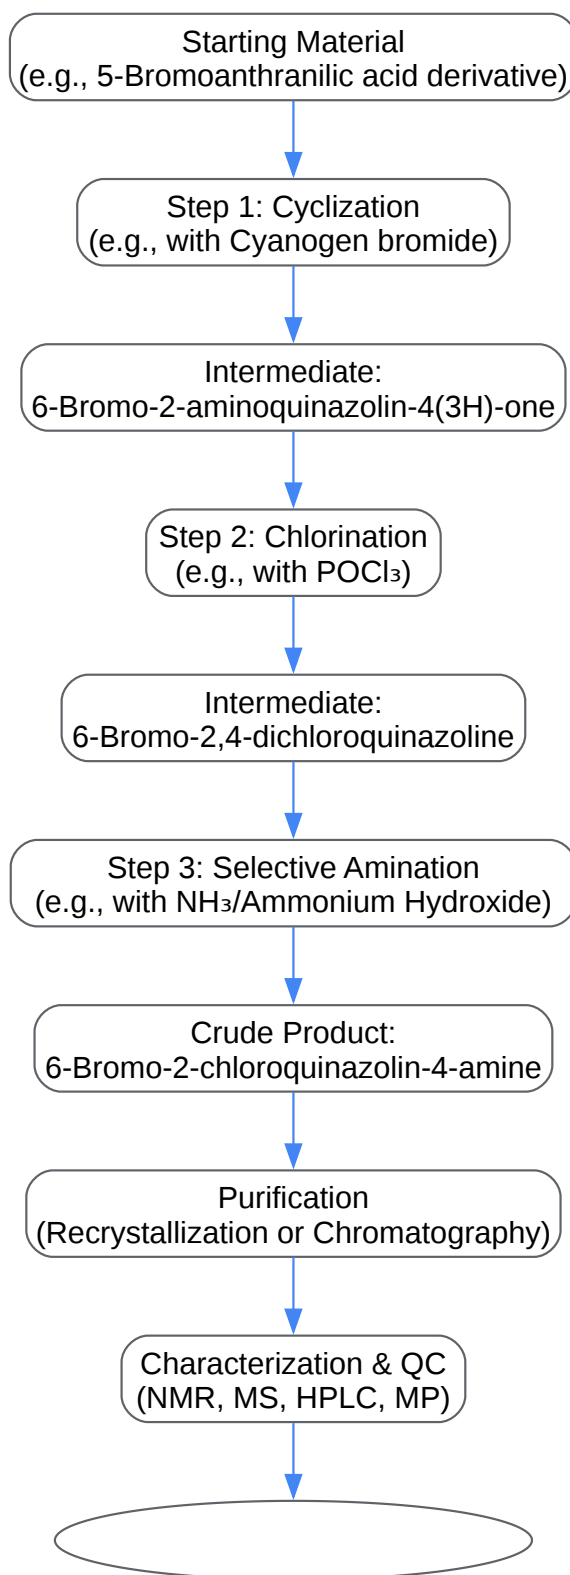 Starting Material
(e.g., 5-Bromoanthranilic acid derivative)
Step 1: Cyclization
(e.g., with Cyanogen bromide)
Intermediate:
6-Bromo-2-aminoquinazolin-4(3H)-one
Step 2: Chlorination
(e.g., with POCl₃)
Intermediate:
6-Bromo-2,4-dichloroquinazoline
Step 3: Selective Amination
(e.g., with NH₃/Ammonium Hydroxide)
Crude Product:
6-Bromo-2-chloroquinazolin-4-amine
Purification
(Recrystallization or Chromatography)
Characterization & QC
(NMR, MS, HPLC, MP)